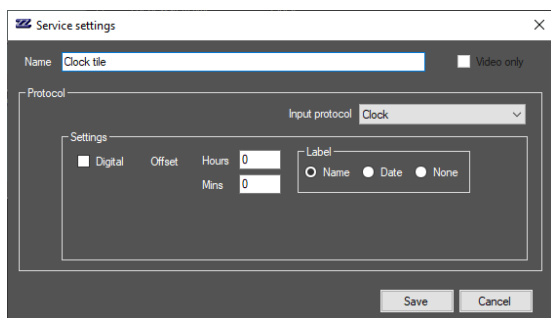 Service settings
Name Clock tile Video only
Protocol
Input protocol Clock
Settings
Digital Offset Hours 0
Mins 0
Label
Name Date None
Save Cancel